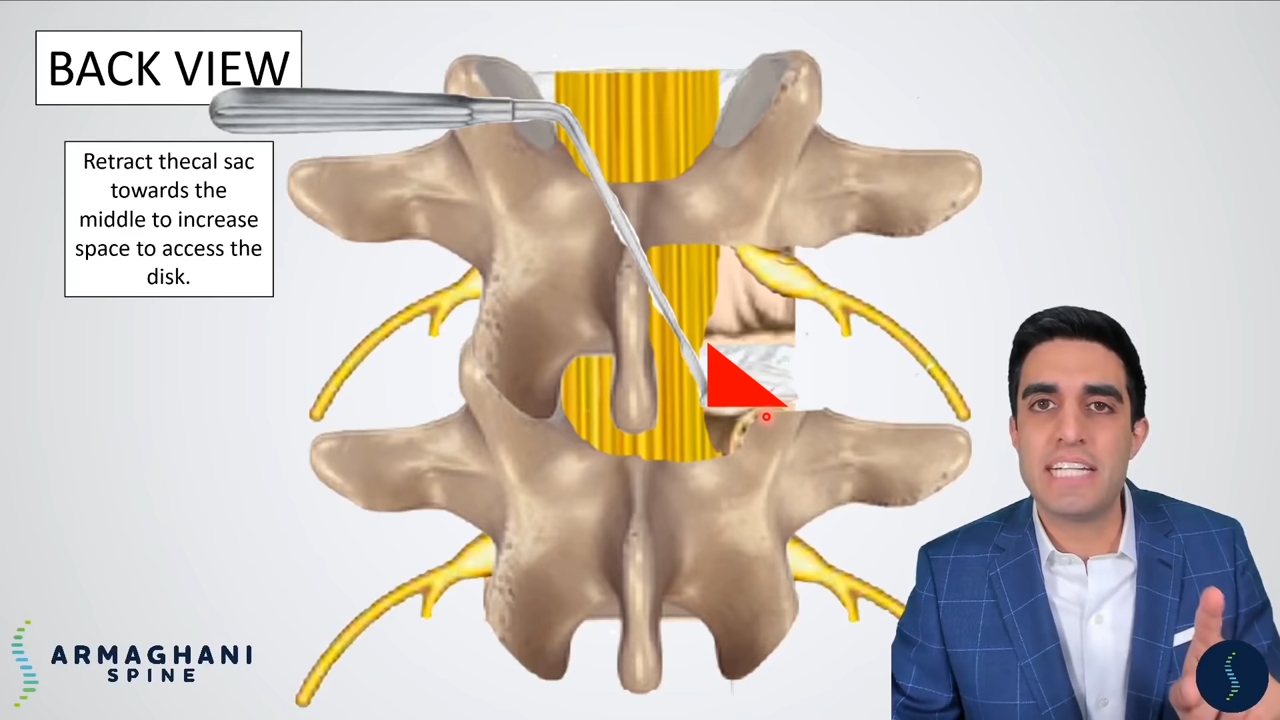 BACK VIEW
Retract thecal sac
towards the
middle to increase
space to access the
disk.
ARMAGHANI
SPINE